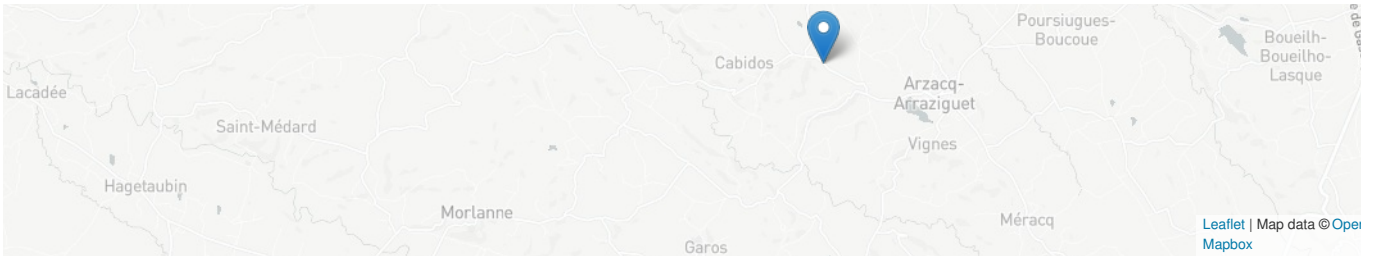 Poursiugues-
Boucoue
Boueilh-
Boueilho-
Lasque
Cabidos
Arzacq-
Arraziguet
Lacadée
Saint-Médard
Vignes
Hagetaubin
Morlanne
Méracq
Garos
Leaflet | Map data © Oper
Mapbox